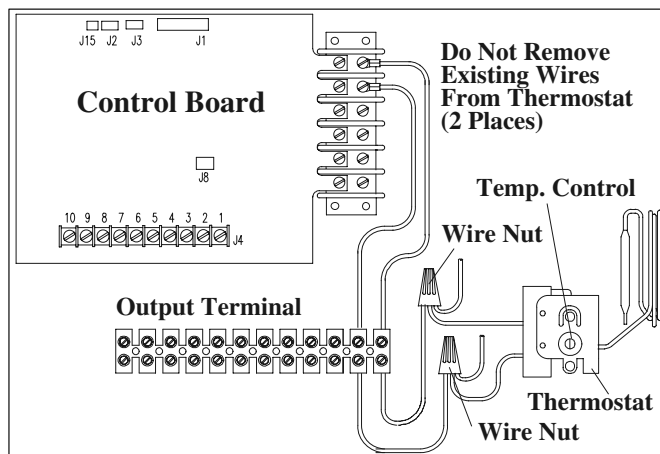 J15 J2 J3 J1
Do Not Remove
Existing Wires
From Thermostat
(2 Places)
Control Board
J8
Temp. Control
10 9 8 7 6 5 4 3 2 1
J4
Wire Nut
Output Terminal
Thermostat
Wire Nut